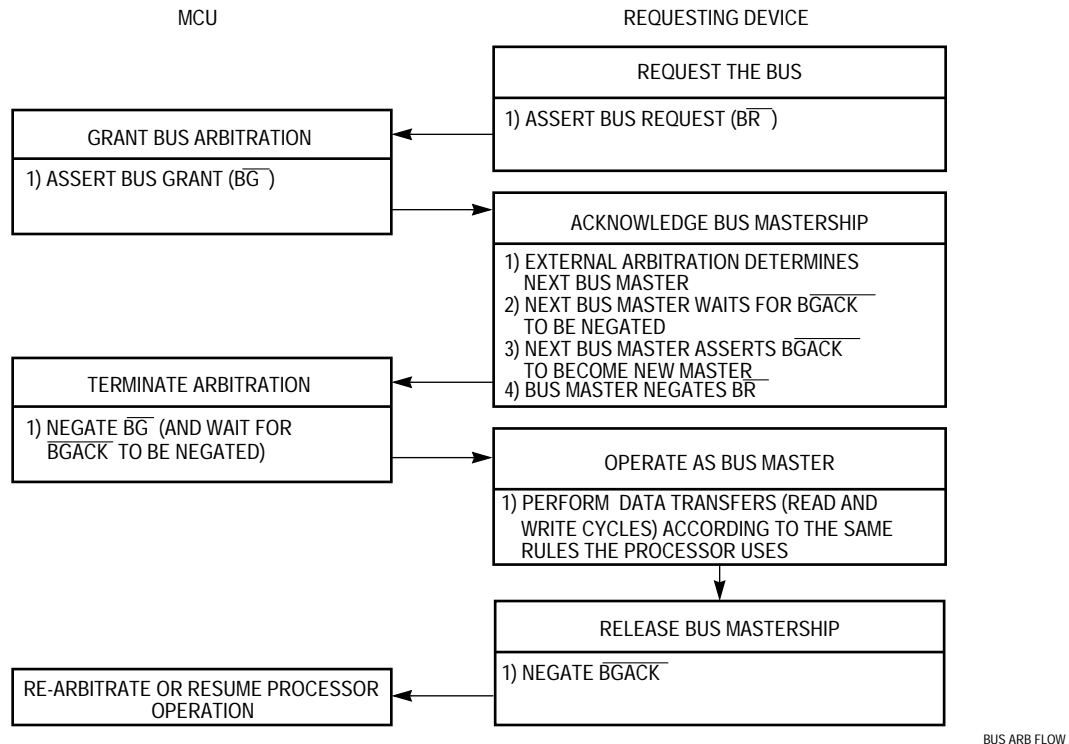 MCU
REQUESTING DEVICE
REQUEST THE BUS
1) ASSERT BUS REQUEST (BR )
GRANT BUS ARBITRATION
1) ASSERT BUS GRANT (BG )
ACKNOWLEDGE BUS MASTERSHIP
1) EXTERNAL ARBITRATION DETERMINES
NEXT BUS MASTER
2) NEXT BUS MASTER WAITS FOR BGACK
TO BE NEGATED
3) NEXT BUS MASTER ASSERTS BGACK
TO BECOME NEW MASTER
4) BUS MASTER NEGATES BR
TERMINATE ARBITRATION
1) NEGATE BG (AND WAIT FOR
BGACK TO BE NEGATED)
OPERATE AS BUS MASTER
1) PERFORM DATA TRANSFERS (READ AND
WRITE CYCLES) ACCORDING TO THE SAME
RULES THE PROCESSOR USES
RELEASE BUS MASTERSHIP
1) NEGATE BGACK
RE-ARBITRATE OR RESUME PROCESSOR
OPERATION
BUS ARB FLOW